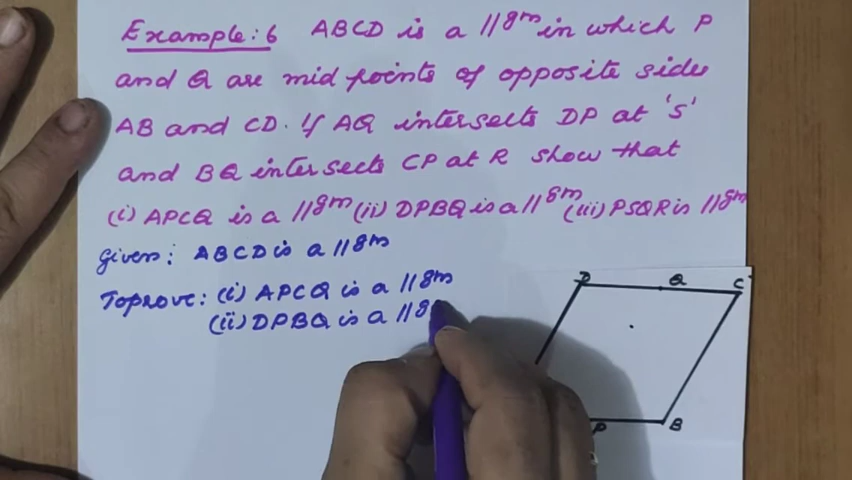 Example:6 ABCD is a ||gm in which P
and Q are mid points of opposite sides
AB and CD. If AQ intersects DP at 'S'
and BQ intersects CP at R show that
(i) APCQ is a ||gm (ii) DPBQ is a ||gm (iii) PSQR is ||gm
Given: ABCD is a ||gm
Toprove: (i) APCQ is a ||gm
(ii) DPBQ is a ||g
D Q C
P B